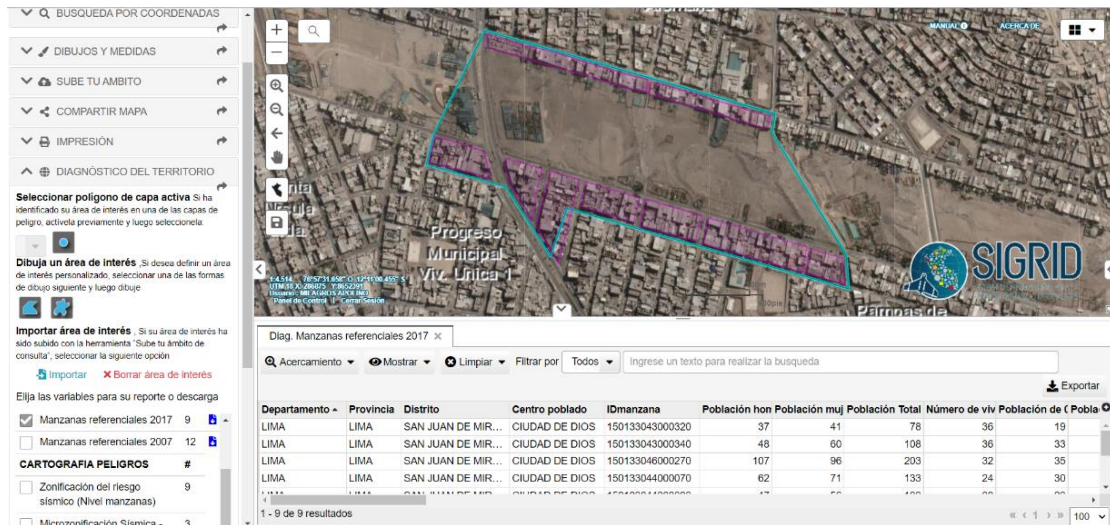 BUSQUEDA POR COORDENADAS
DIBUJOS Y MEDIDAS
SUBE TU AMBITO
COMPARTIR MAPA
IMPRESIÓN
DIAGNÓSTICO DEL TERRITORIO
Seleccionar polígono de capa activa Si ha
identificado su área de interés en una de las capas de
peligro, actívela previamente y luego selecciónela:
Dibuja un área de interés ,Si desea definir un área
de interés personalizado, seleccionar una de las formas
de dibujo siguiente y luego dibuje
Importar área de interés , Si su área de interés ha
sido subido con la herramienta "Sube tu ámbito de
consulta", seleccionar la siguiente opción
Importar Borrar área de interés
Elija las variables para su reporte o descarga
Manzanas referenciales 2017 9
Manzanas referenciales 2007 12
CARTOGRAFIA PELIGROS #
Zonificación del riesgo 9
sísmico (Nivel manzanas)
Microzonificación Sísmica - 3
MANUAL ACERCA DE
Progreso
Municipal
Viv. Unica 1
Pampas de
1:4,514
Panel de Control | Cerrar Sesión
SIGRID
Diag. Manzanas referenciales 2017 ×
Acercamiento Mostrar Limpiar Filtrar por Todos Ingrese un texto para realizar la busqueda
Exportar
Departamento Provincia Distrito Centro poblado IDmanzana Población hom Población muj Población Total Número de viv Población de ( Pobla
LIMA LIMA SAN JUAN DE MIR... CIUDAD DE DIOS 150133043000320 37 41 78 36 19
LIMA LIMA SAN JUAN DE MIR... CIUDAD DE DIOS 150133043000340 48 60 108 36 33
LIMA LIMA SAN JUAN DE MIR... CIUDAD DE DIOS 150133046000270 107 96 203 32 35
LIMA LIMA SAN JUAN DE MIR... CIUDAD DE DIOS 150133044000070 62 71 133 24 30
1 - 9 de 9 resultados
1 100